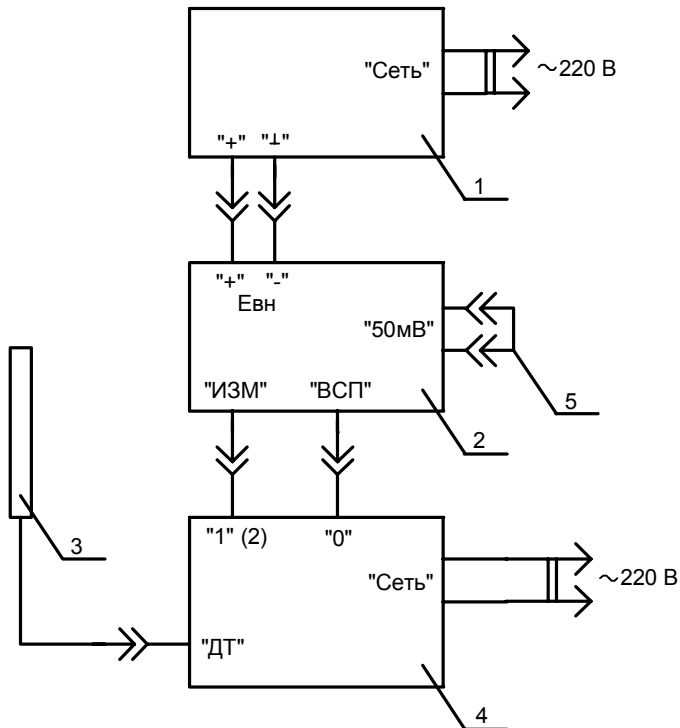 "Сеть"
~220 В
"+" "⊥"
1
"+" "-"
Евн
"50мВ"
"ИЗМ" "ВСП"
5
2
"1" (2) "0"
3
"Сеть"
~220 В
"ДТ"
4